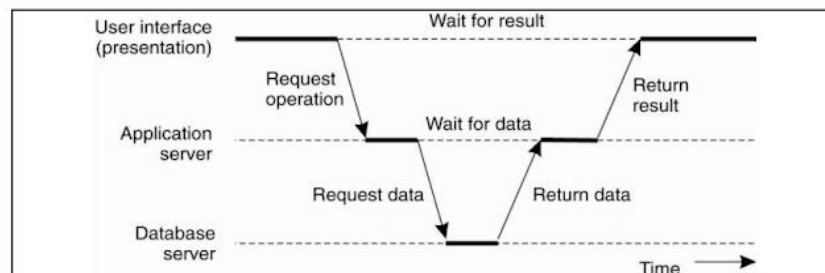 User interface
(presentation)
Wait for result
Request
operation
Return
result
Application
server
Wait for data
Request data
Return data
Database
server
Time